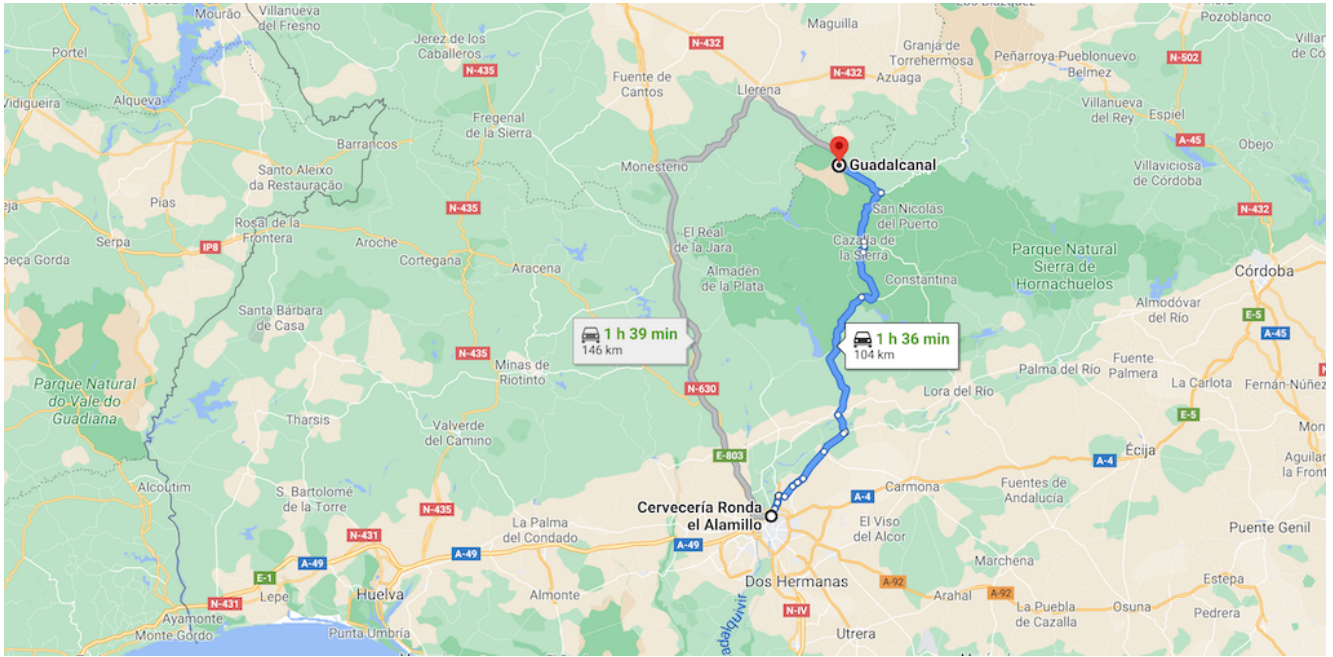 Mourão
Villanueva
del Fresno
Maguilla
Pozoblanco
Portel
Jerez de los
Caballeros
N-432
Granja de
Torrehermosa
Peñarroya-Pueblonuevo
N-502
N-435
N-432
Azuaga
Belmez
Fuente de
Cantos
Llerena
Vidigueira
Alqueva
Villanueva
del Rey
Espiel
Fregenal
de la Sierra
A-45
Obejo
Barrancos
Santo Aleixo
da Restauração
Monesterio
Guadalcanal
Villaviciosa
de Córdoba
Pias
N-435
San Nicolás
del Puerto
N-432
Rosal de la
Frontera
Serpa
IP8
Aroche
El Real
de la Jara
Cazalla de
la Sierra
Parque Natural
Sierra de
Hornachuelos
Cortegana
Aracena
Almadén
de la Plata
Constantina
Córdoba
Santa Bárbara
de Casa
Almodóvar
del Río
E-5
A-45
1 h 39 min
146 km
1 h 36 min
104 km
N-435
Minas de
Riotinto
Fuente
Palmera
Palma del Río
La Carlota
Fernán-Núñez
Parque Natural
do Vale do
Guadiana
N-630
Lora del Río
E-5
Tharsis
Valverde
del Camino
E-803
Écija
A-4
Alcoutim
S. Bartolomé
de la Torre
Cervecería Ronda
el Alamillo
A-4
Carmona
Fuentes de
Andalucía
N-435
La Palma
del Condado
El Viso
del Alcor
Puente Genil
N-431
A-49
A-49
A-49
Marchena
E-1
Dos Hermanas
A-92
Estepa
N-431
Lepe
Huelva
Almonte
Arahal
A-92
La Puebla
de Cazalla
Osuna
Pedrera
Ayamonte
Monte Gordo
Punta Umbría
N-IV
Utrera